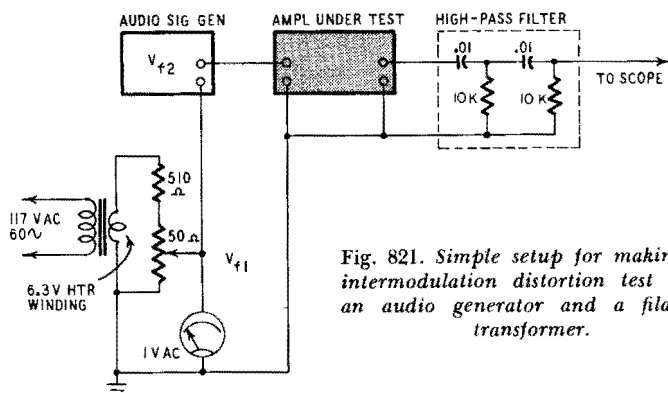 AUDIO SIG GEN
AMPL UNDER TEST
HIGH-PASS FILTER
Vf2
.01
.01
10K
10K
TO SCOPE
510
Ω
50Ω
117 VAC
60∿
Vf1
6.3V HTR
WINDING
1V AC
Fig. 821. Simple setup for makin
intermodulation distortion test
an audio generator and a fila
transformer.